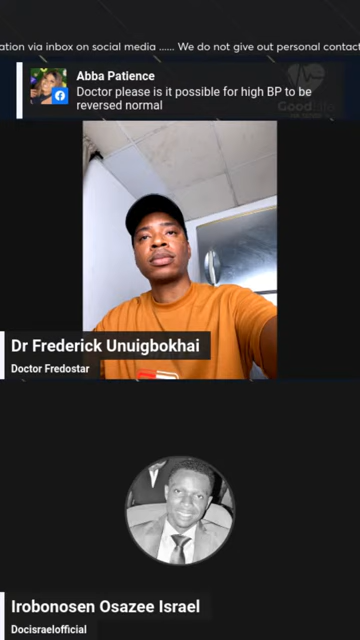 ation via inbox on social media ...... We do not give out personal contact
Abba Patience
Doctor please is it possible for high BP to be
reversed normal
GoodLife
Dr Frederick Unuigbokhai
Doctor Fredostar
Irobonosen Osazee Israel
Docisraelofficial